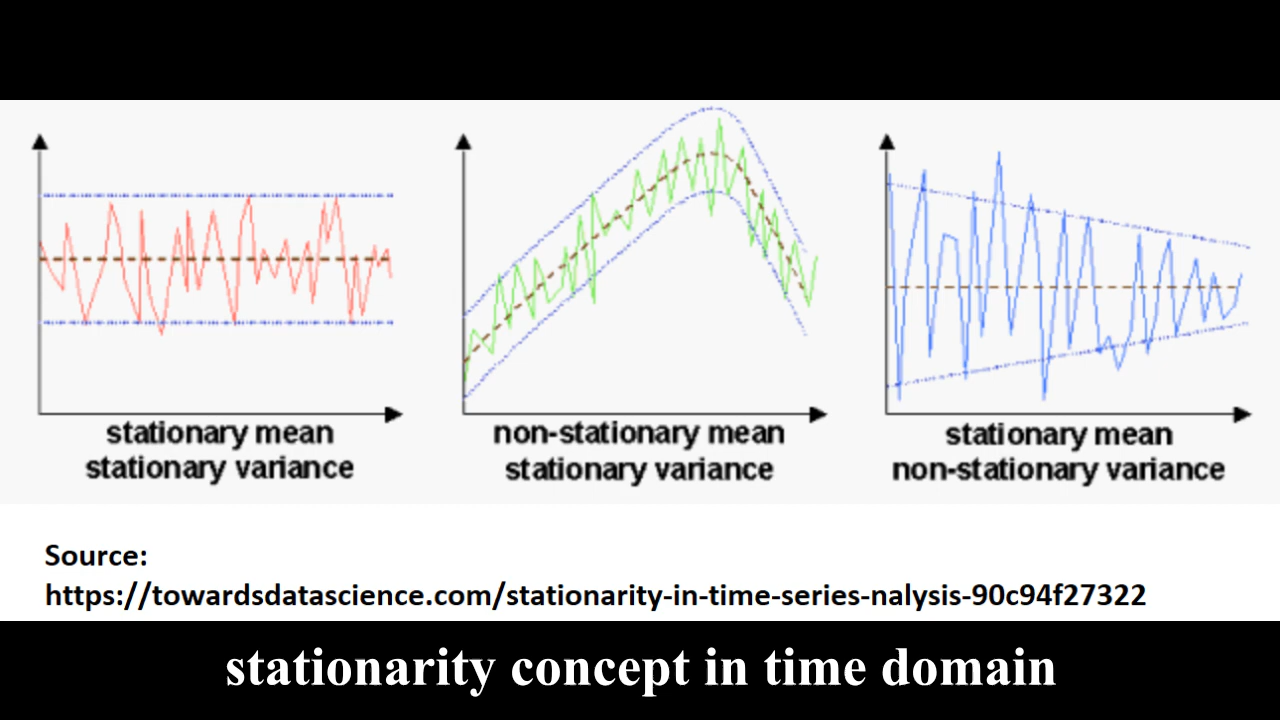 stationary mean
stationary variance
non-stationary mean
stationary variance
stationary mean
non-stationary variance
Source:
https://towardsdatascience.com/stationarity-in-time-series-nalysis-90c94f27322
stationarity concept in time domain